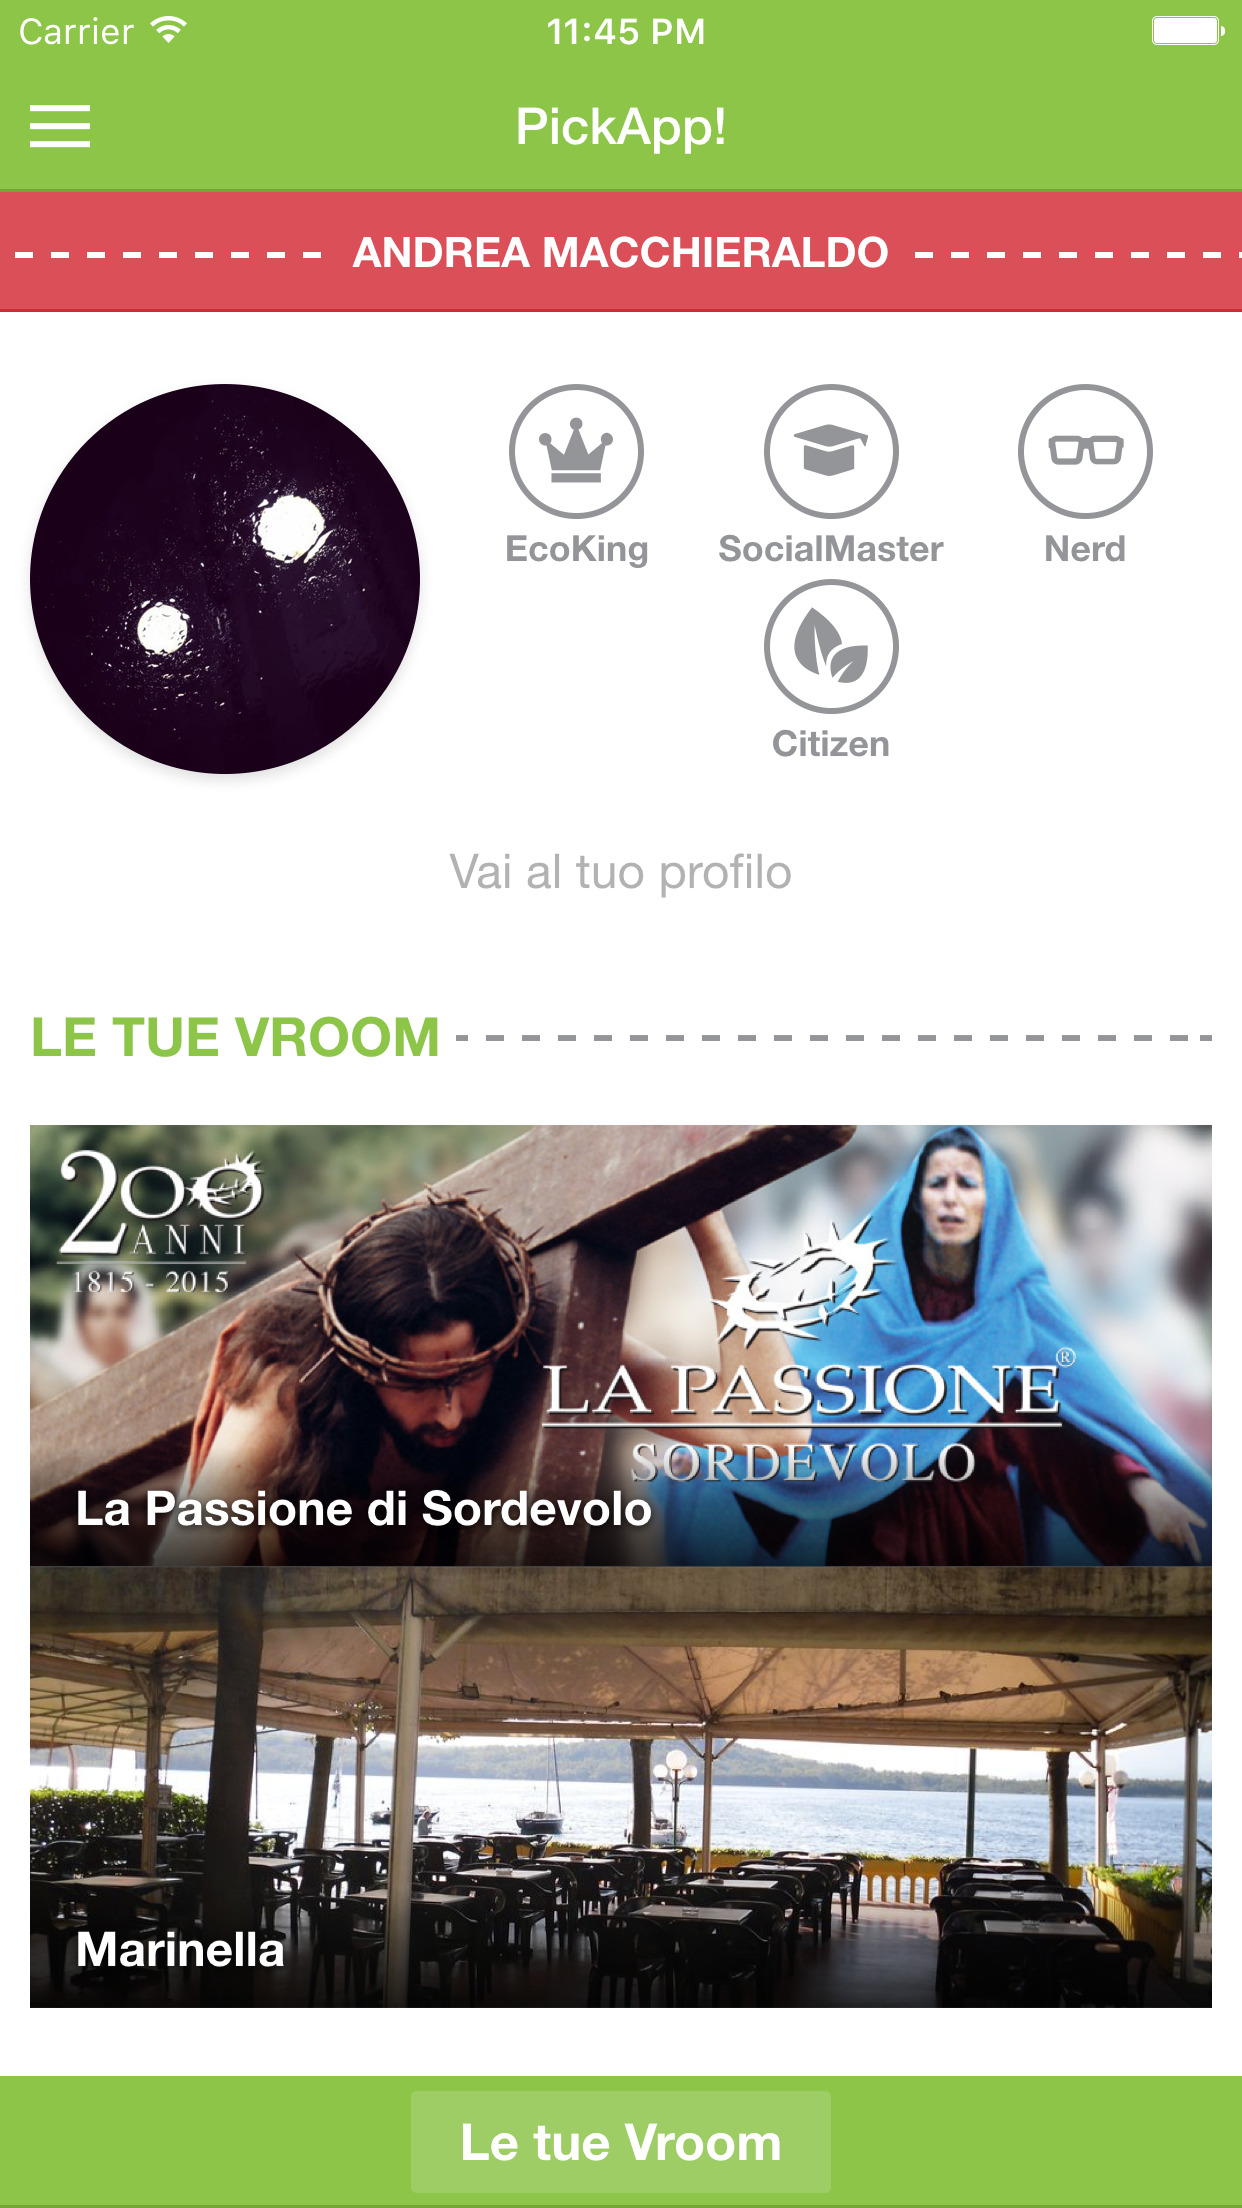 Carrier 11:45 PM
PickApp!
ANDREA MACCHIERALDO
EcoKing SocialMaster Nerd
Citizen
Vai al tuo profilo
LE TUE VROOM
200
ANNI
1815 - 2015
LA PASSIONE®
SORDEVOLO
La Passione di Sordevolo
Marinella
Le tue Vroom